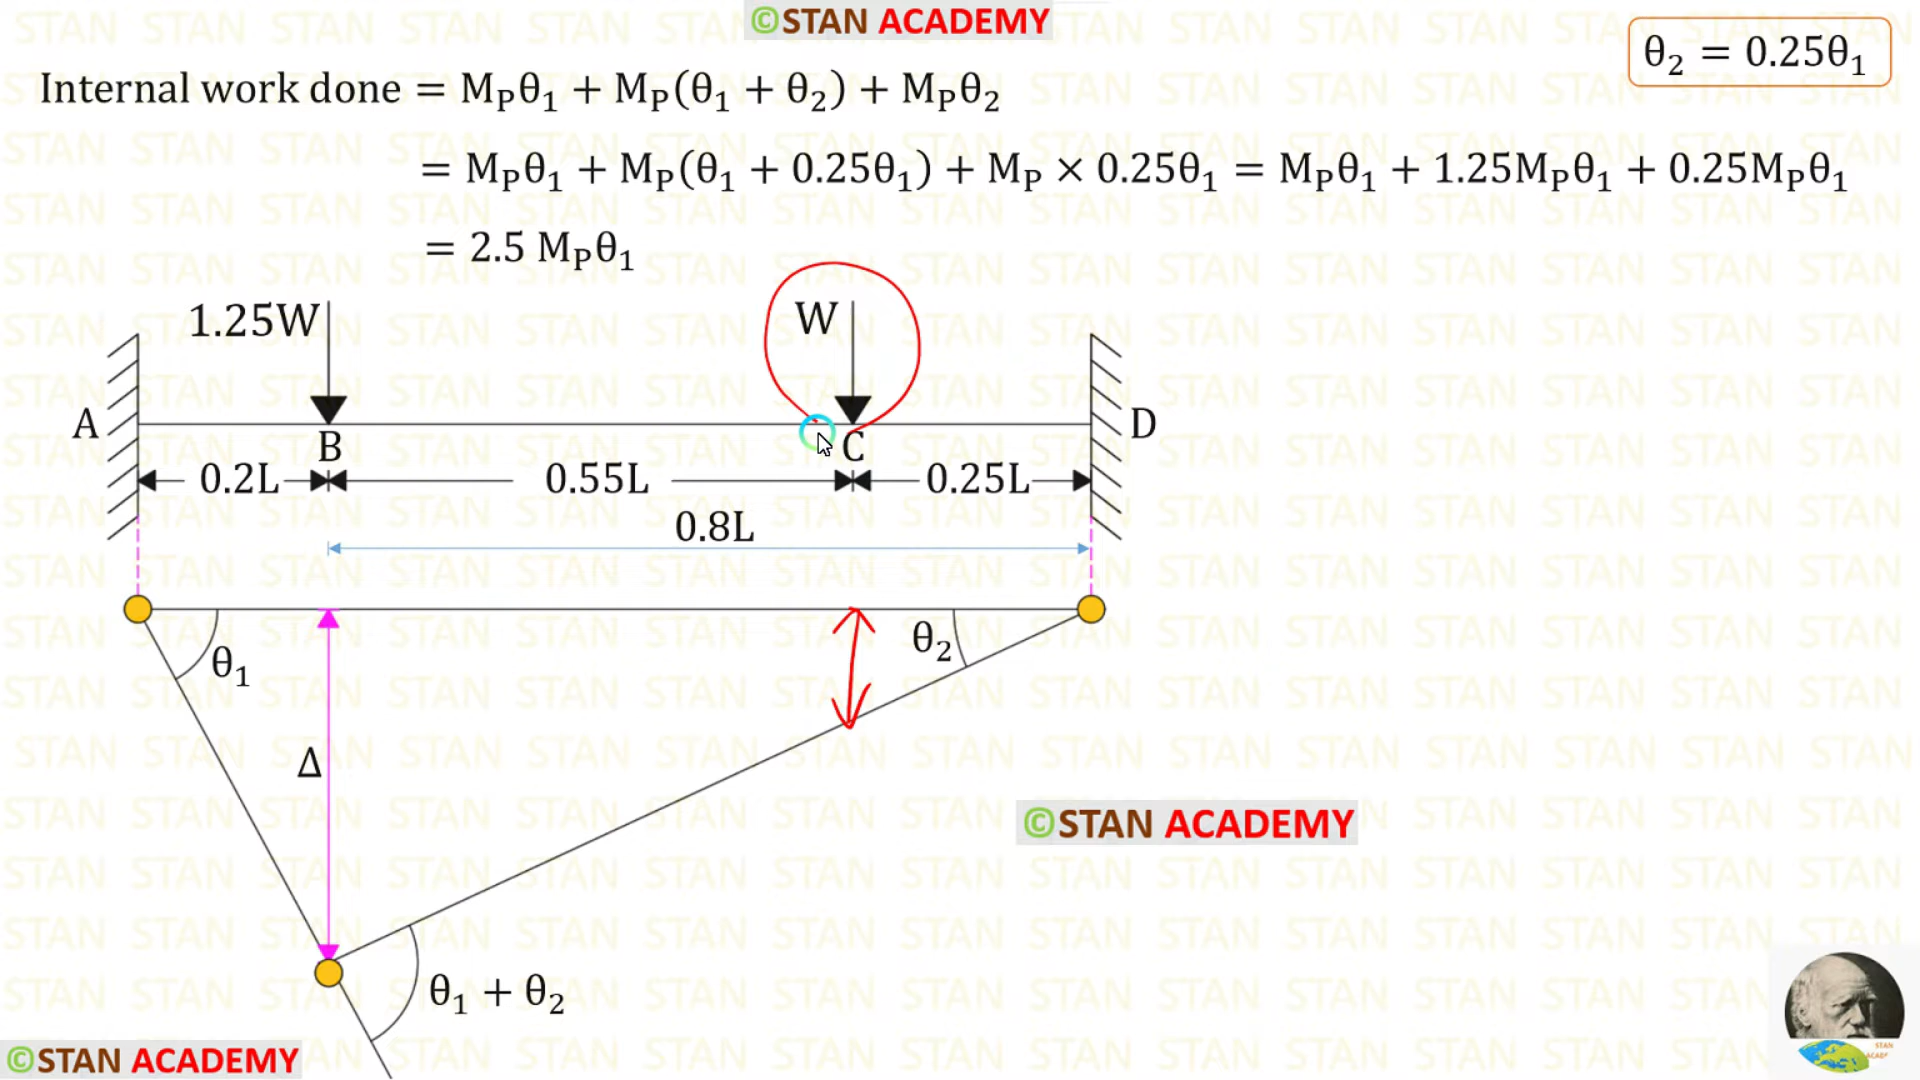 ©STAN ACADEMY
θ₂ = 0.25θ₁
Internal work done = M_Pθ₁ + M_P(θ₁ + θ₂) + M_Pθ₂
= M_Pθ₁ + M_P(θ₁ + 0.25θ₁) + M_P × 0.25θ₁ = M_Pθ₁ + 1.25M_Pθ₁ + 0.25M_Pθ₁
= 2.5 M_Pθ₁
1.25W W
A D
B C
0.2L 0.55L 0.25L
0.8L
θ₁ θ₂
Δ
©STAN ACADEMY
θ₁ + θ₂
©STAN ACADEMY